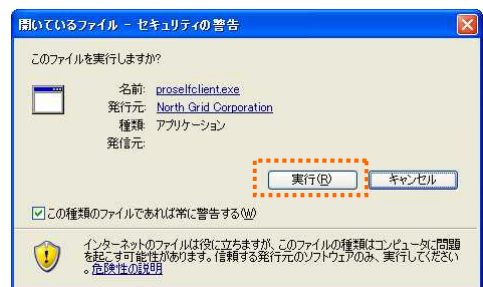 開いているファイル - セキュリティの警告
このファイルを実行しますか?
名前: proselfclient.exe
発行元: North Grid Corporation
種類: アプリケーション
発信元:
実行(R) キャンセル
この種類のファイルであれば常に警告する(W)
インターネットのファイルは役に立ちますが、このファイルの種類はコンピュータに問題
を起こす可能性があります。信頼する発行元のソフトウェアのみ、実行してください
。危険性の説明